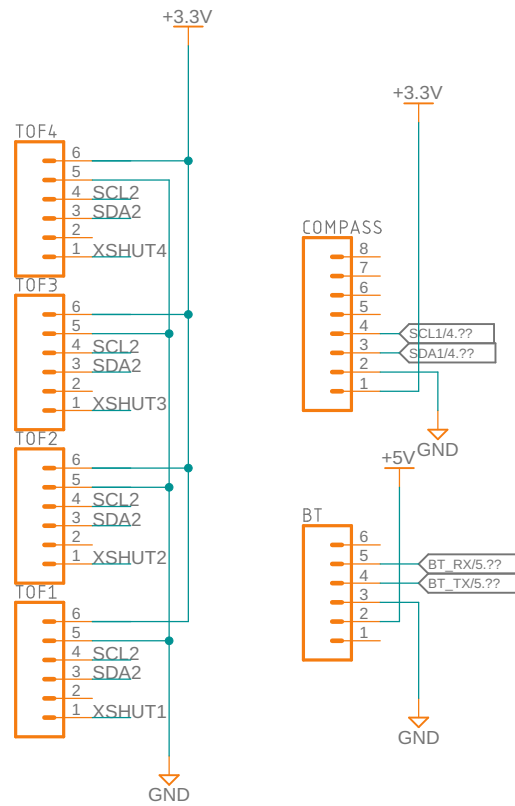 +3.3V
TOF4
6
5
4 SCL2
3 SDA2
2
1 XSHUT4
TOF3
6
5
4 SCL2
3 SDA2
2
1 XSHUT3
TOF2
6
5
4 SCL2
3 SDA2
2
1 XSHUT2
TOF1
6
5
4 SCL2
3 SDA2
2
1 XSHUT1
GND
+3.3V
COMPASS
8
7
6
5
4 SCL1/4.??
3 SDA1/4.??
2
1
GND
+5V
BT
6
5 BT_RX/5.??
4 BT_TX/5.??
3
2
1
GND